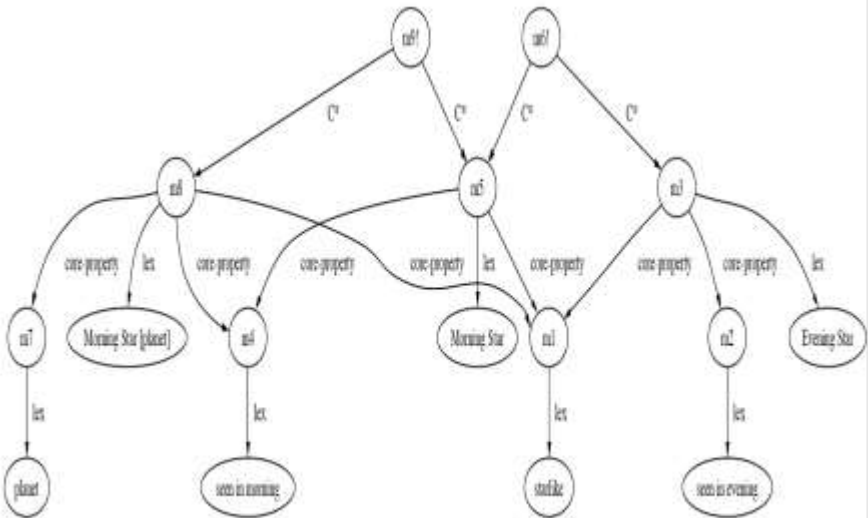 m9!
m6!
C*
C*
C*
C*
m8
m5
m3
core-property
lex
core-property
core-property
core-property
lex
core-property
core-property
core-property
lex
m7
Morning Star [planet]
m4
Morning Star
m1
m2
Evening Star
lex
lex
lex
lex
planet
seen in morning
starlike
seen in evening